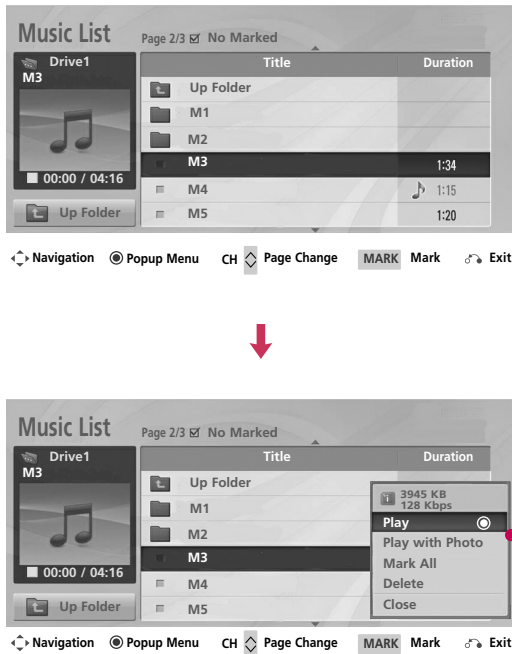 Music List
Page 2/3 ☑ No Marked
Drive1
M3
00:00 / 04:16
Up Folder
Title Duration
Up Folder
M1
M2
M3 1:34
M4 1:15
M5 1:20
Navigation Popup Menu CH Page Change MARK Mark Exit
Music List
Page 2/3 ☑ No Marked
Drive1
M3
00:00 / 04:16
Up Folder
Title Duration
Up Folder
M1
M2
M3
M4
M5
3945 KB
128 Kbps
Play
Play with Photo
Mark All
Delete
Close
Navigation Popup Menu CH Page Change MARK Mark Exit